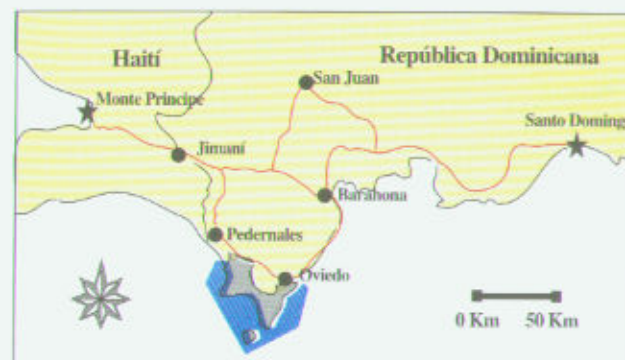 Haití
República Dominicana
San Juan
Monte Principe
Santo Doming
Jimaní
Barahona
Pedernales
Oviedo
0 Km 50 Km